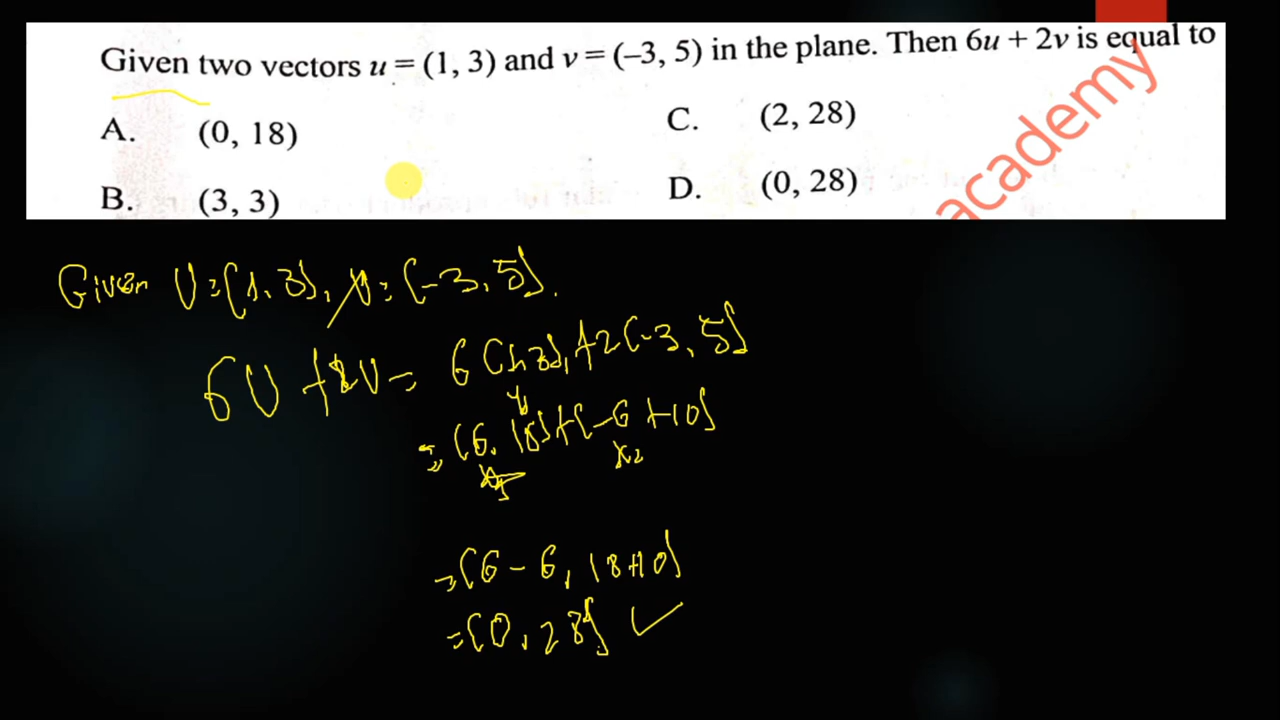 Given two vectors u = (1, 3) and v = (–3, 5) in the plane. Then 6u + 2v is equal to
A. (0, 18)
C. (2, 28)
B. (3, 3)
D. (0, 28)
academy
Given U=(1,3), v=(-3,5).
6U+2V= 6(1,3)+2(-3,5)
=(6,18)+(-6+10)
x2
=(6-6,18+10)
=(0,28) ✓